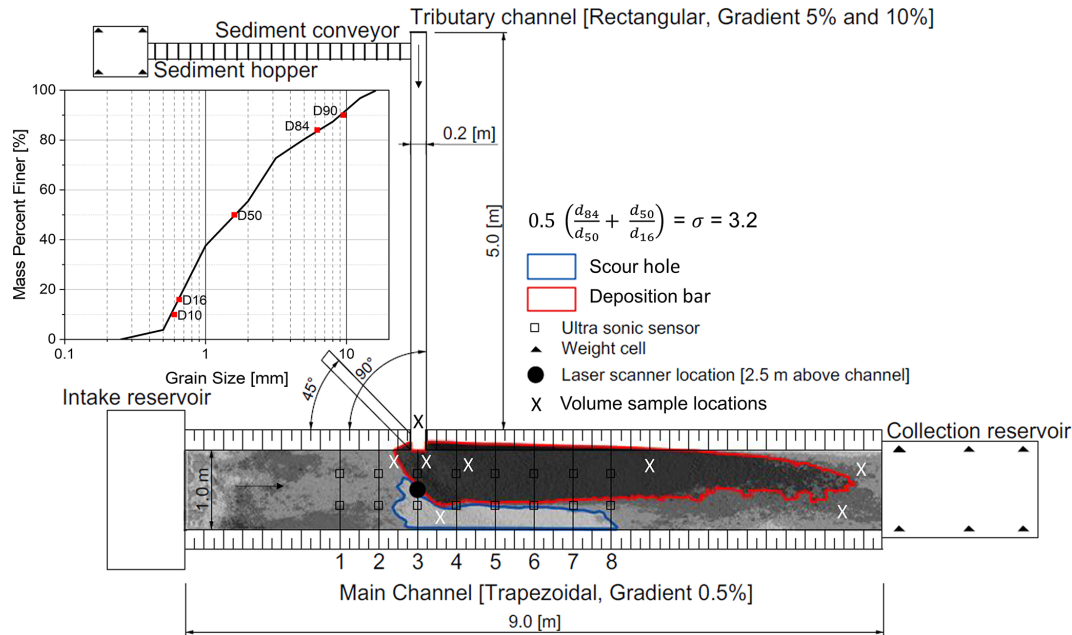 Tributary channel [Rectangular, Gradient 5% and 10%]
Sediment conveyor
Sediment hopper
100
80
60
40
20
0
Mass Percent Finer [%]
D90
D84
D50
D16
D10
0.1
1
10
Grain Size [mm]
0.2 [m]
5.0 [m]
0.5 (d84/d50 + d50/d16) = σ = 3.2
Scour hole
Deposition bar
Ultra sonic sensor
Weight cell
Laser scanner location [2.5 m above channel]
X Volume sample locations
45°
90°
Intake reservoir
Collection reservoir
X
X
X
X
X
X
X
X
1.0 m
1
2
3
4
5
6
7
8
Main Channel [Trapezoidal, Gradient 0.5%]
9.0 [m]